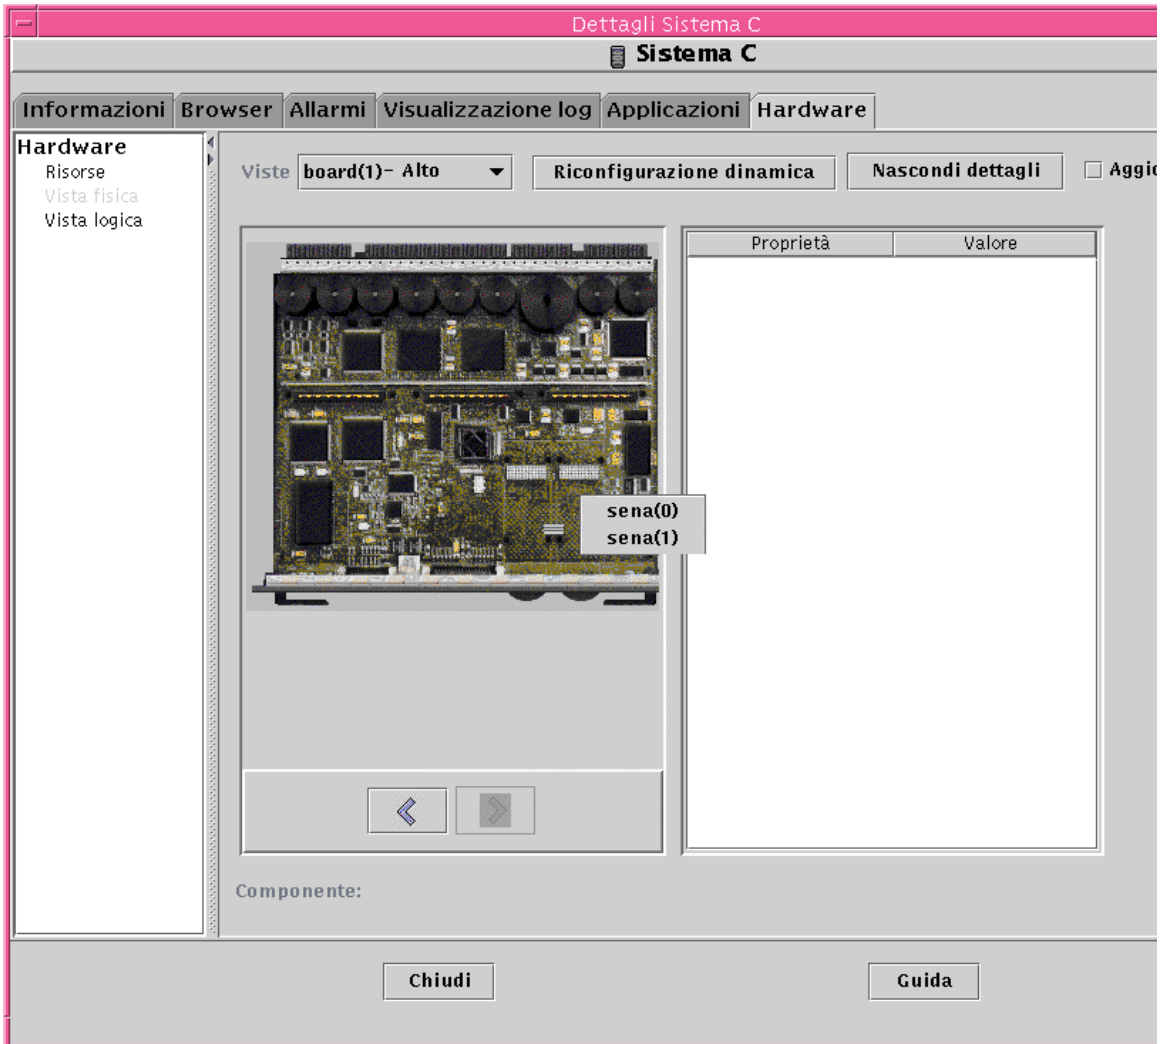 Dettagli Sistema C
Sistema C
Informazioni Browser Allarmi Visualizzazione log Applicazioni Hardware
Hardware
Risorse
Vista fisica
Vista logica
Viste board(1)- Alto Riconfigurazione dinamica Nascondi dettagli
Proprietà Valore
sena(0)
sena(1)
Componente:
Chiudi Guida